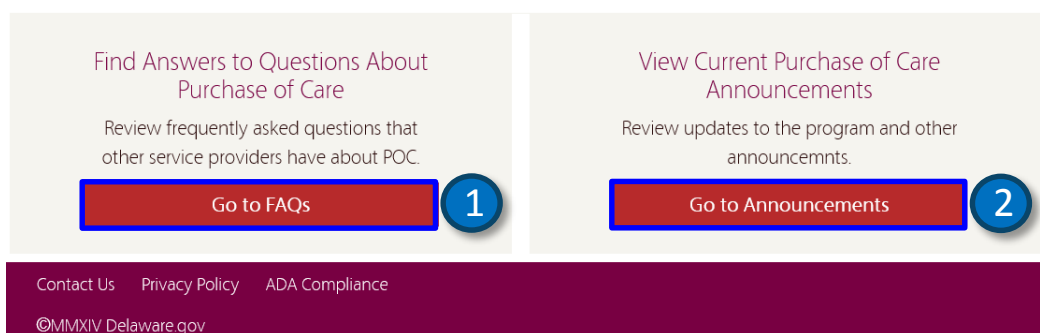 Find Answers to Questions About
Purchase of Care
Review frequently asked questions that
other service providers have about POC.
Go to FAQs
1
View Current Purchase of Care
Announcements
Review updates to the program and other
announcemnts.
Go to Announcements
2
Contact Us Privacy Policy ADA Compliance
©MMXIV Delaware.gov